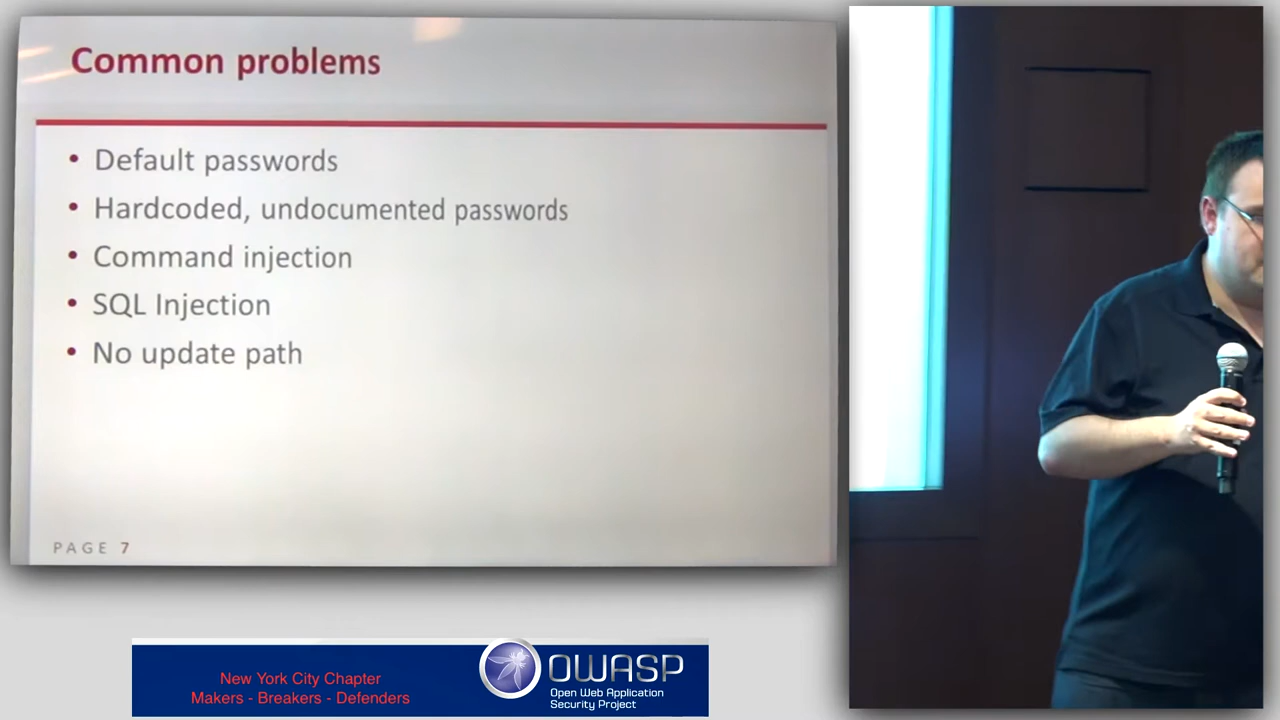 Common problems
• Default passwords
• Hardcoded, undocumented passwords
• Command injection
• SQL Injection
• No update path
PAGE 7
New York City Chapter
Makers - Breakers - Defenders
OWASP
Open Web Application
Security Project